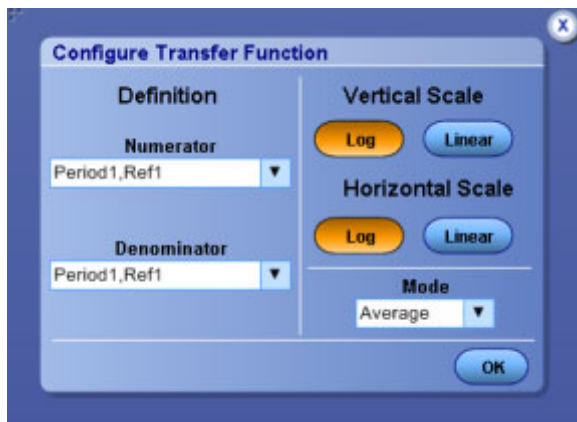 X
Configure Transfer Function
Definition
Numerator
Period1,Ref1
Denominator
Period1,Ref1
Vertical Scale
Log Linear
Horizontal Scale
Log Linear
Mode
Average
OK